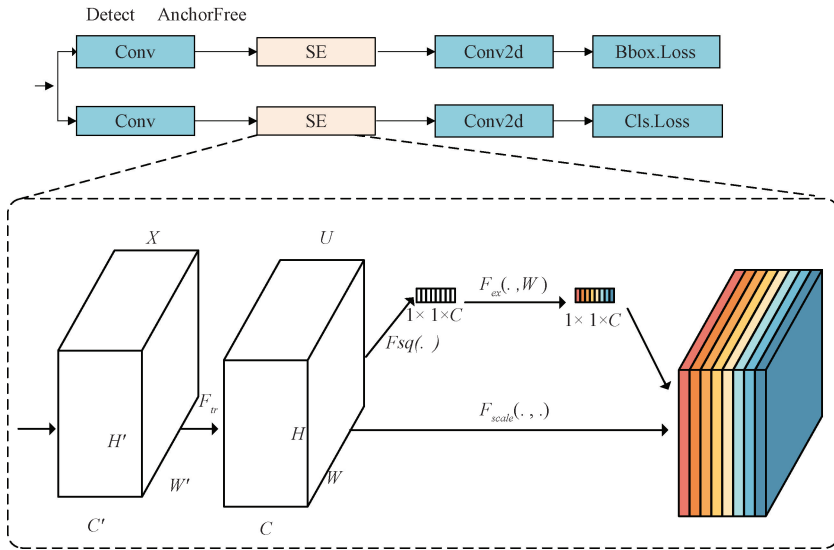 Detect AnchorFree
Conv SE Conv2d Bbox.Loss
Conv SE Conv2d Cls.Loss
X U
F_ex(. ,W)
1× 1×C 1× 1×C
Fsq(. )
F_tr F_scale(. , .)
H′ H
W′ W
C′ C